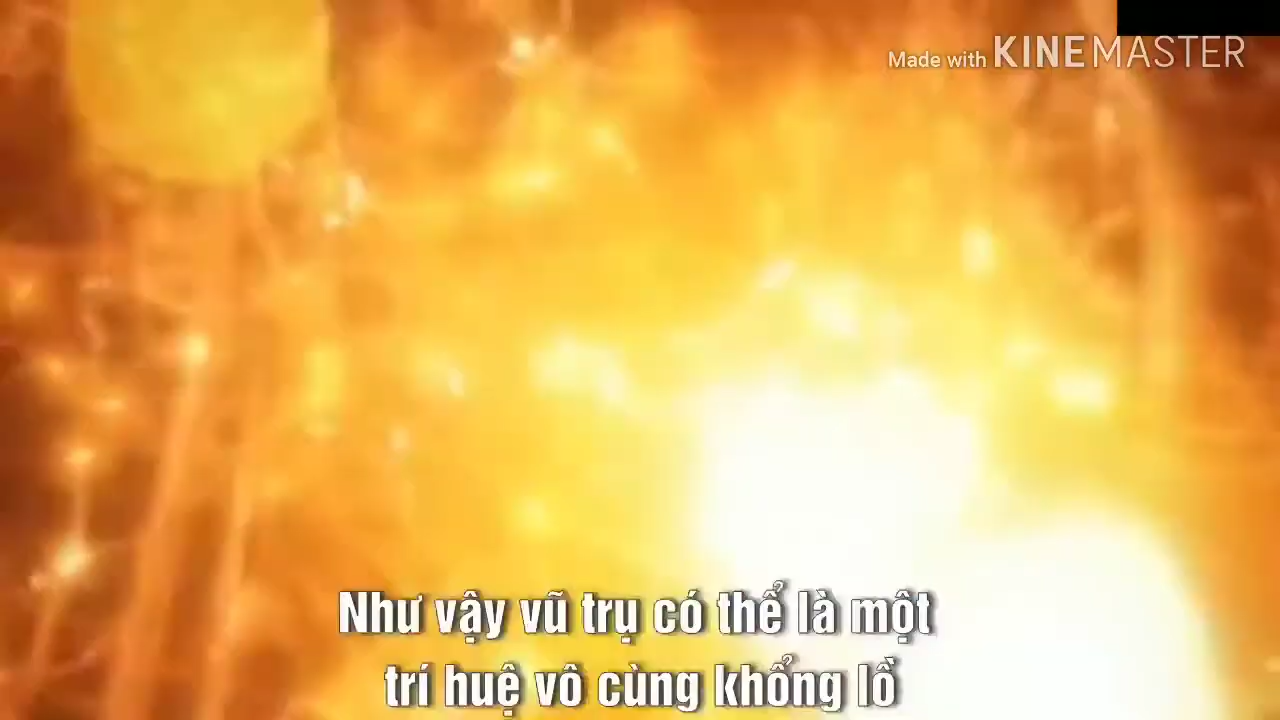 Made with KINEMASTER
Như vậy vũ trụ có thể là một
trí huệ vô cùng khổng lồ